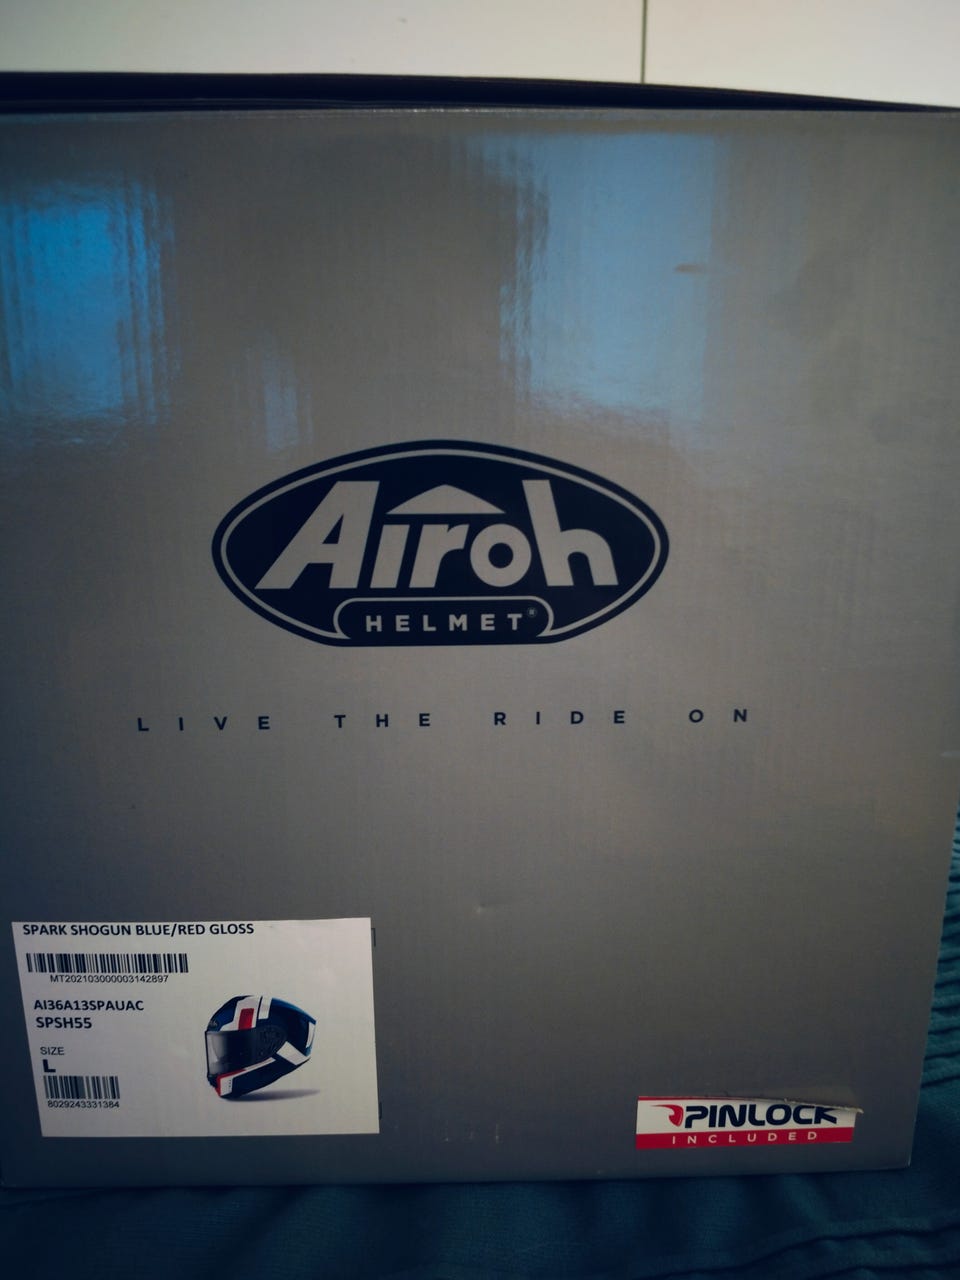 Airoh
HELMET®
LIVE THE RIDE ON
SPARK SHOGUN BLUE/RED GLOSS
MT202103000003142897
AI36A13SPAUAC
SPSH55
SIZE
L
8029243331384
PINLOCK
INCLUDED